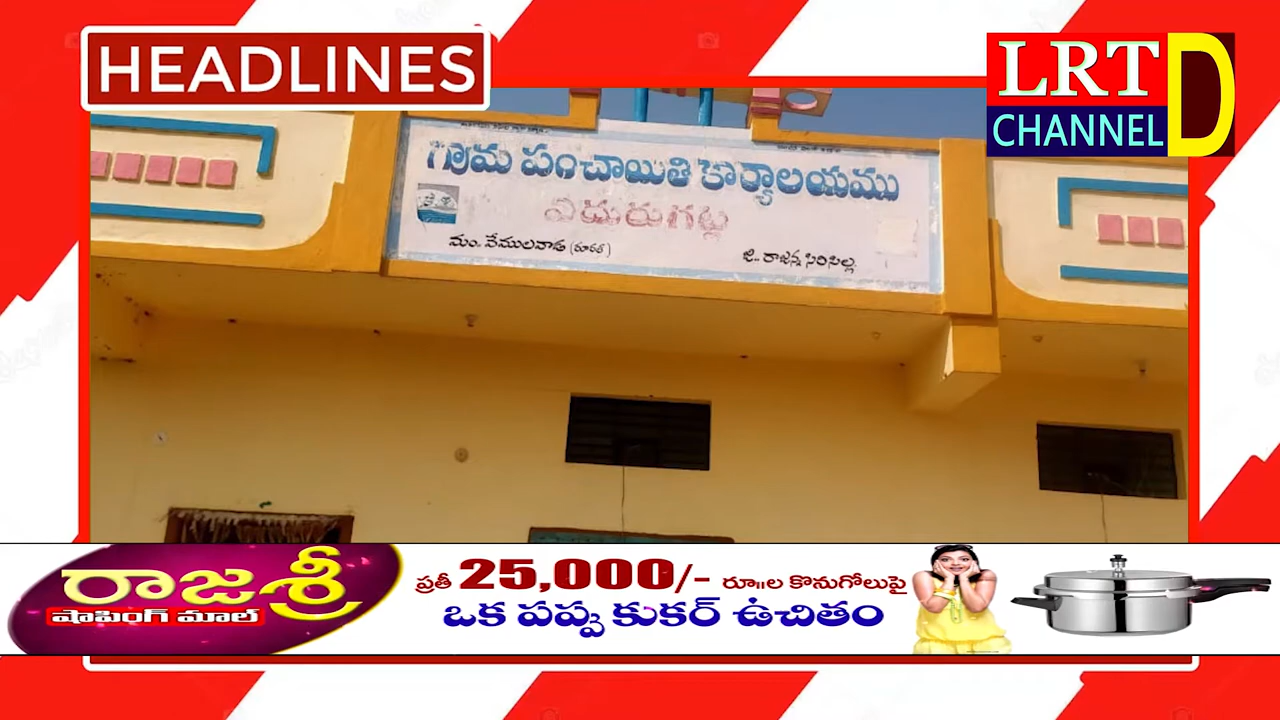 HEADLINES
LRT D
CHANNEL
గ్రామ పంచాయితి కార్యాలయము
ఎదురుగట్ల
మం. వేములవాడ (రూరల్)
జి.. రాజన్న సిరిసిల్ల
రాజశ్రీ
షాపింగ్ మాల్
ప్రతీ 25,000/- రూ॥ల కొనుగోలుపై
ఒక పప్పు కుకర్ ఉచితం